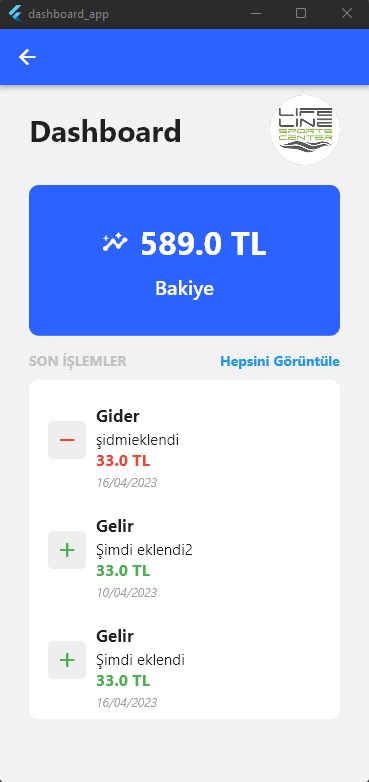 dashboard_app
Dashboard
LIFE
LINE
SPORTS
CENTER
589.0 TL
Bakiye
SON İŞLEMLER
Hepsini Görüntüle
Gider
şidmieklendi
33.0 TL
16/04/2023
Gelir
Şimdi eklendi2
33.0 TL
10/04/2023
Gelir
Şimdi eklendi
33.0 TL
16/04/2023